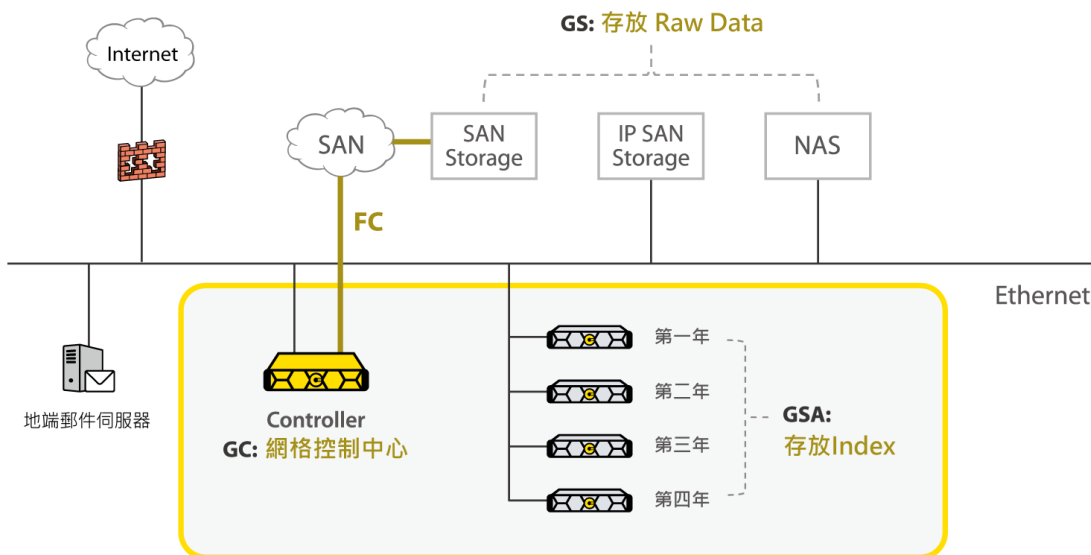 GS: 存放 Raw Data
Internet
SAN
SAN
Storage
IP SAN
Storage
NAS
FC
Ethernet
地端郵件伺服器
Controller
GC: 網格控制中心
第一年
第二年
第三年
第四年
GSA:
存放Index